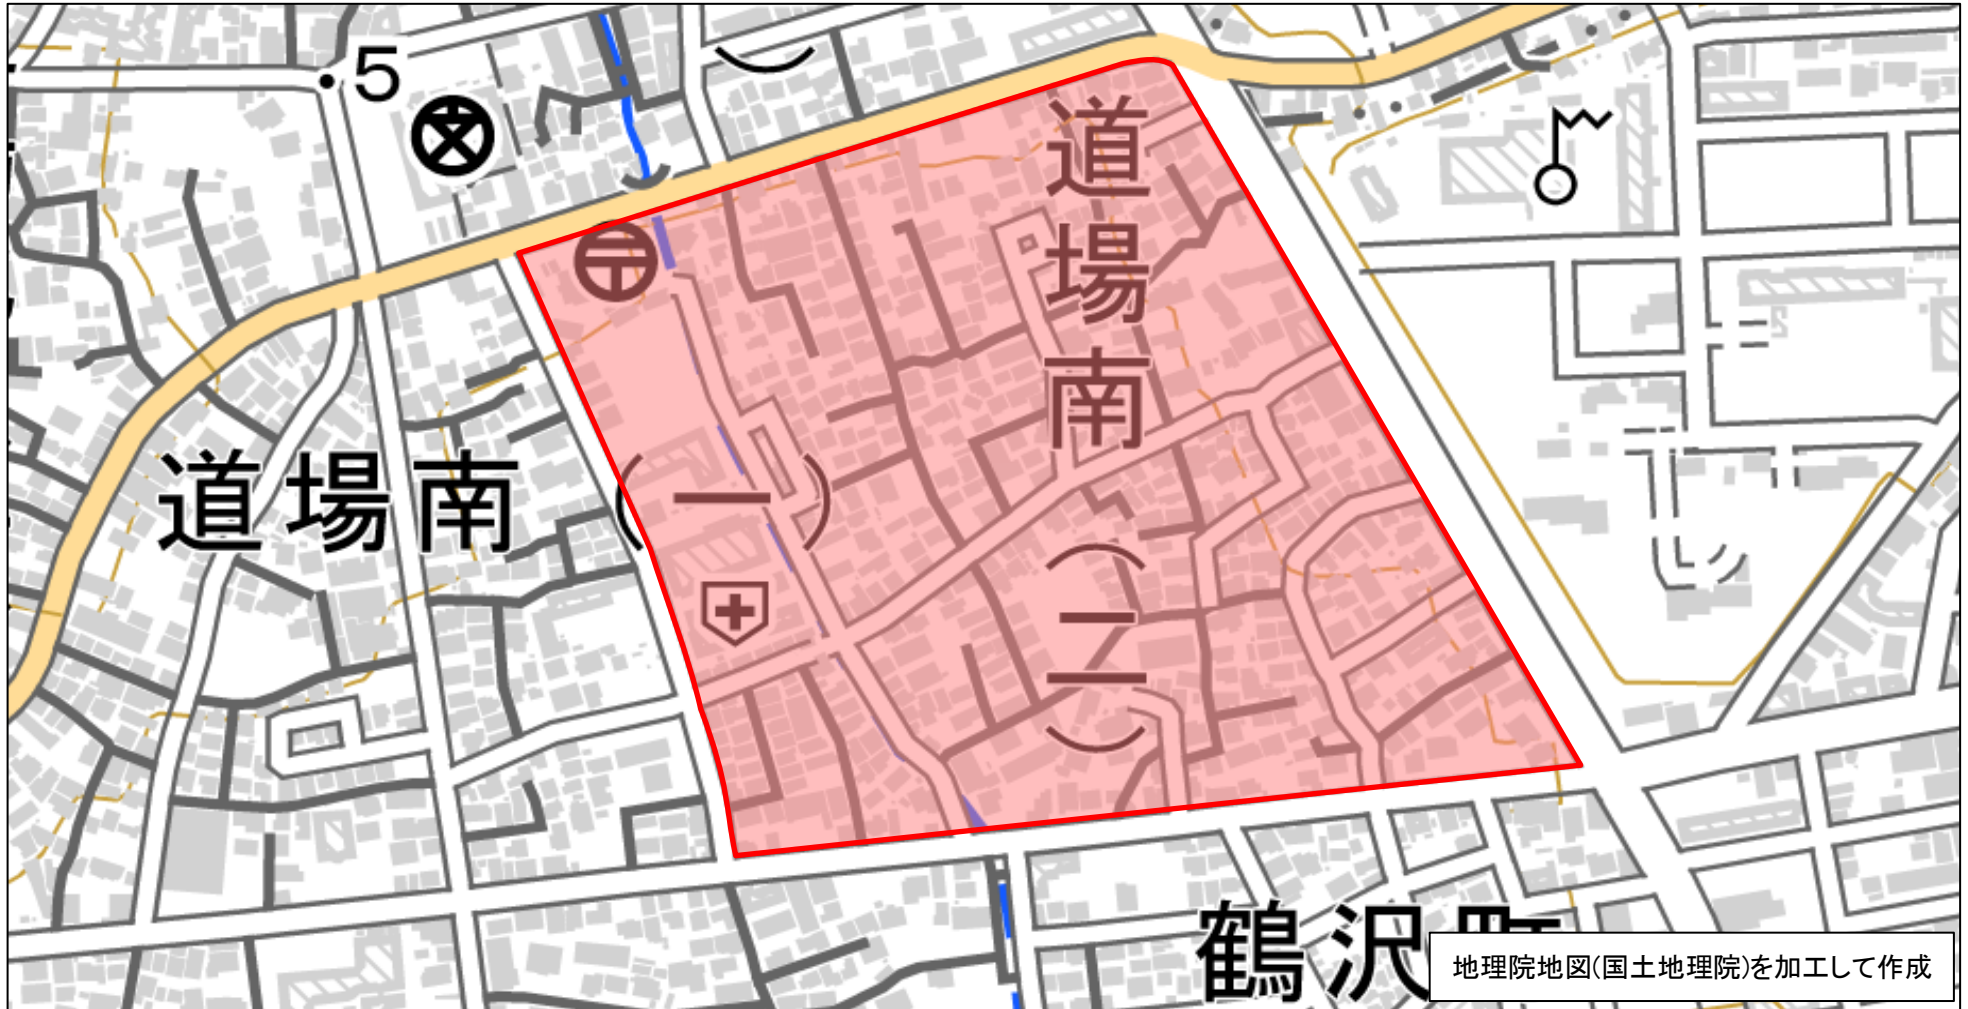 5
道場南
(二)
道場南(一)
鶴沢町
地理院地図(国土地理院)を加工して作成